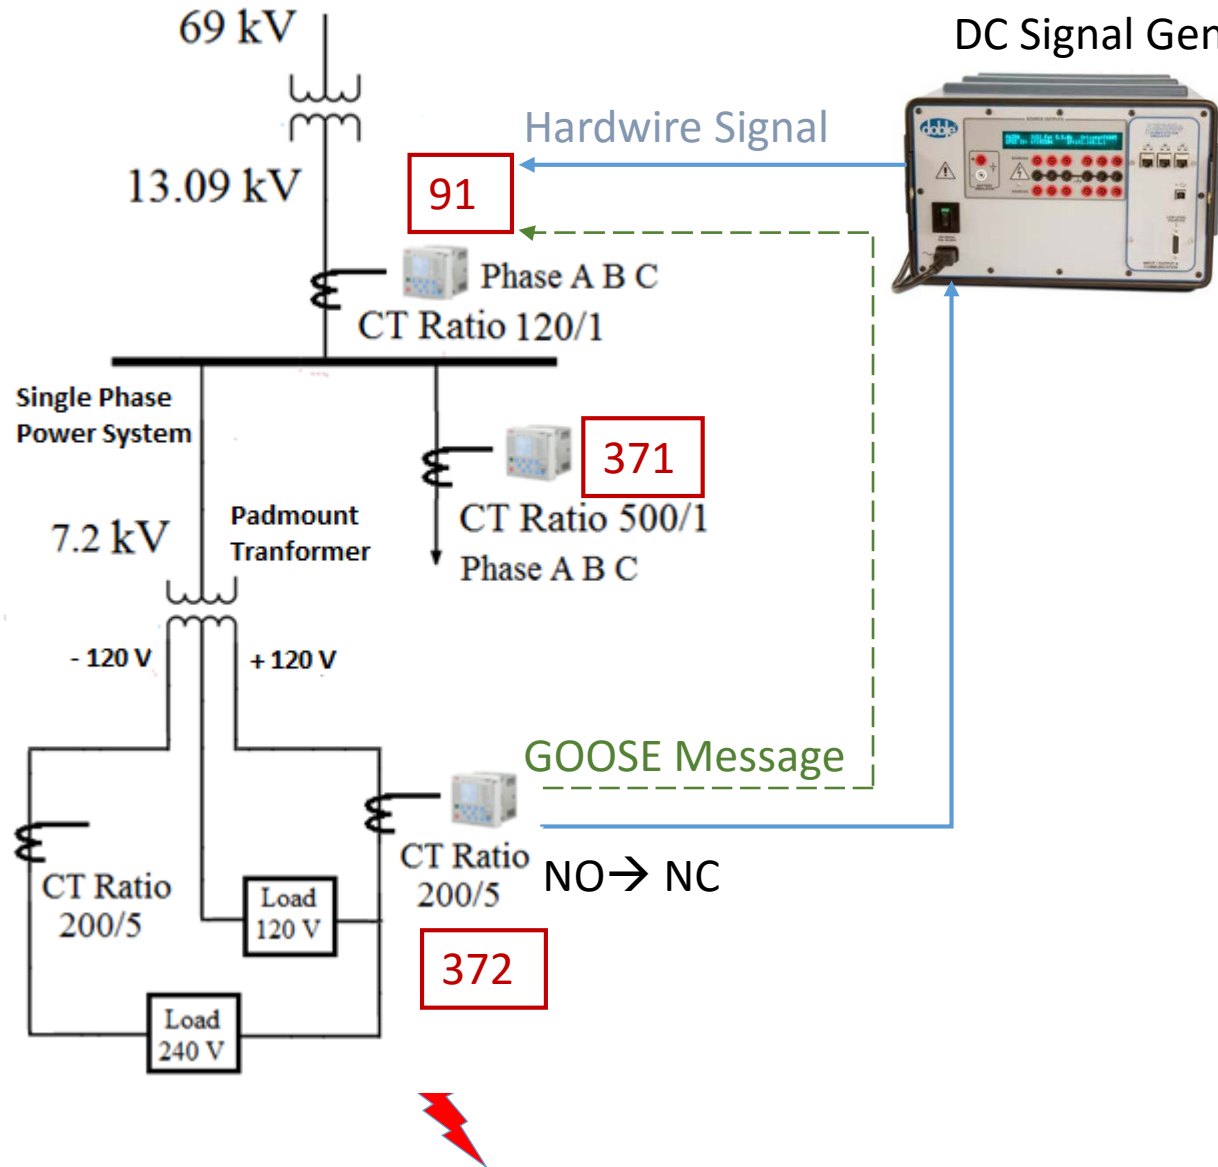 69 kV
DC Signal Gen
Hardwire Signal
doble
13.09 kV
91
Phase A B C
CT Ratio 120/1
Single Phase
Power System
371
CT Ratio 500/1
Phase A B C
7.2 kV
Padmount
Tranformer
- 120 V
+ 120 V
GOOSE Message
CT Ratio
200/5
NO→ NC
CT Ratio
200/5
Load
120 V
372
Load
240 V